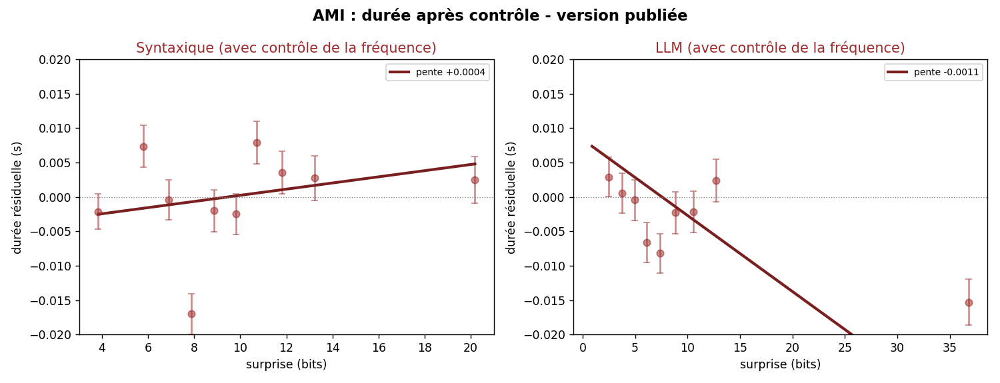 AMI : durée après contrôle - version publiée
Syntaxique (avec contrôle de la fréquence)
pente +0.0004
durée résiduelle (s)
0.020
0.015
0.010
0.005
0.000
−0.005
−0.010
−0.015
−0.020
4 6 8 10 12 14 16 18 20
surprise (bits)
LLM (avec contrôle de la fréquence)
pente -0.0011
durée résiduelle (s)
0.020
0.015
0.010
0.005
0.000
−0.005
−0.010
−0.015
−0.020
0 5 10 15 20 25 30 35
surprise (bits)